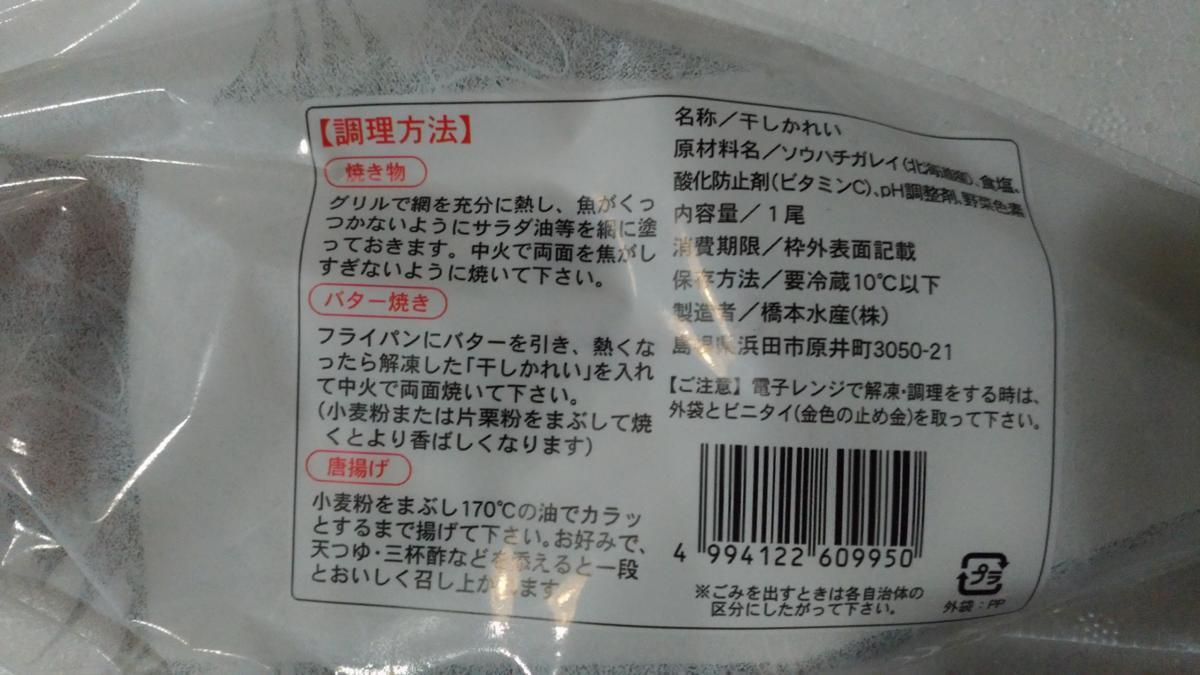 【調理方法】
焼き物
グリルで網を充分に熱し、魚がくっ
つかないようにサラダ油等を網に塗
っておきます。中火で両面を焦がし
すぎないように焼いて下さい。
バター焼き
フライパンにバターを引き、熱くな
ったら解凍した「干しかれい」を入れ
て中火で両面焼いて下さい。
(小麦粉または片栗粉をまぶして焼
くとより香ばしくなります)
唐揚げ
小麦粉をまぶし170℃の油でカラッ
とするまで揚げて下さい。お好みで、
天つゆ・三杯酢などを添えると一段
とおいしく召し上がれます。
名称／干しかれい
原材料名／ソウハチガレイ(北海道産)、食塩、
酸化防止剤(ビタミンC)、pH調整剤、野菜色素
内容量／1尾
消費期限／枠外表面記載
保存方法／要冷蔵10℃以下
製造者／橋本水産(株)
島根県浜田市原井町3050-21
【ご注意】電子レンジで解凍・調理をする時は、
外袋とビニタイ(金色の止め金)を取って下さい。
4 994122 609950
※ごみを出すときは各自治体の
区分にしたがって下さい。
プラ
外袋：PP